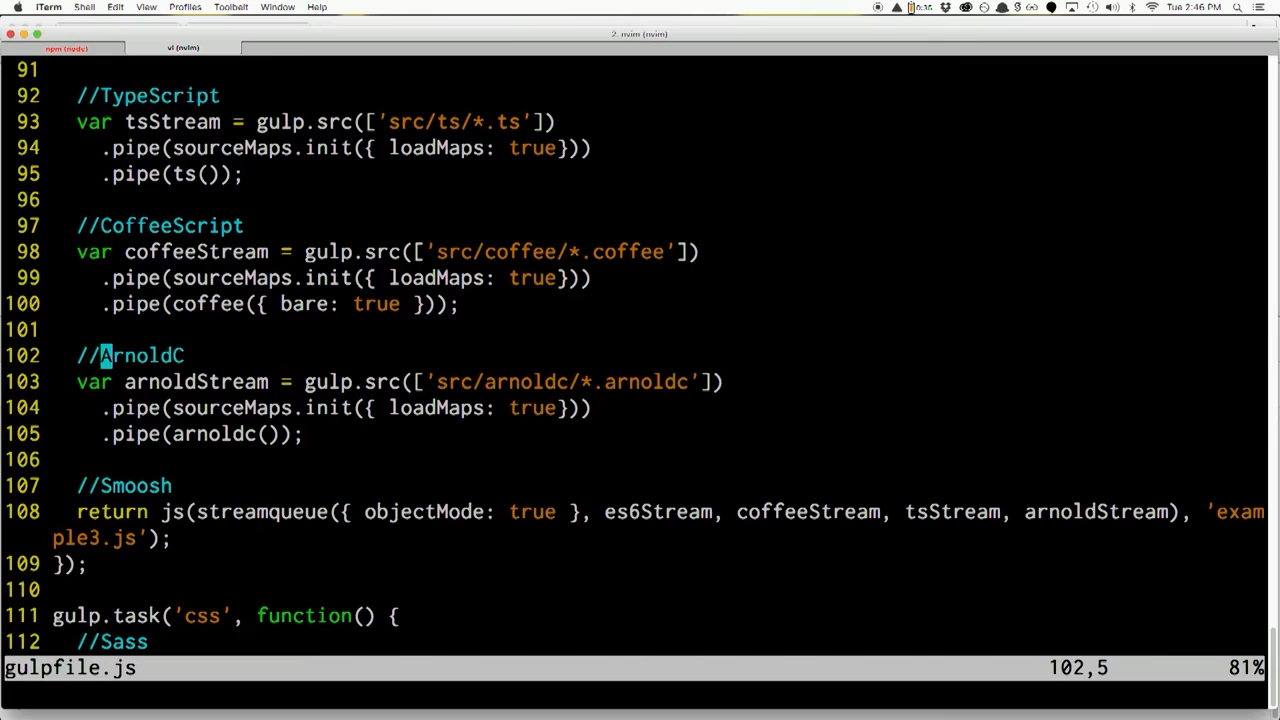 iTerm Shell Edit View Profiles Toolbelt Window Help Tue 2:46 PM
2. nvim (nvim)
npm (node) vi (nvim)
91
92 //TypeScript
93 var tsStream = gulp.src(['src/ts/*.ts'])
94 .pipe(sourceMaps.init({ loadMaps: true}))
95 .pipe(ts());
96
97 //CoffeeScript
98 var coffeeStream = gulp.src(['src/coffee/*.coffee'])
99 .pipe(sourceMaps.init({ loadMaps: true}))
100 .pipe(coffee({ bare: true }));
101
102 //ArnoldC
103 var arnoldStream = gulp.src(['src/arnoldc/*.arnoldc'])
104 .pipe(sourceMaps.init({ loadMaps: true}))
105 .pipe(arnoldc());
106
107 //Smoosh
108 return js(streamqueue({ objectMode: true }, es6Stream, coffeeStream, tsStream, arnoldStream), 'exam
ple3.js');
109 });
110
111 gulp.task('css', function() {
112 //Sass
gulpfile.js 102,5 81%